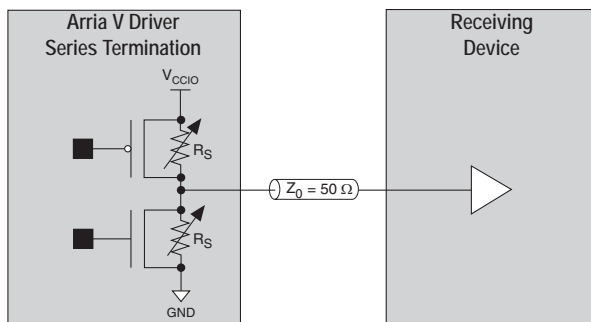 Arria V Driver
Series Termination
Receiving
Device
VCCIO
RS
Z0 = 50 Ω
RS
GND